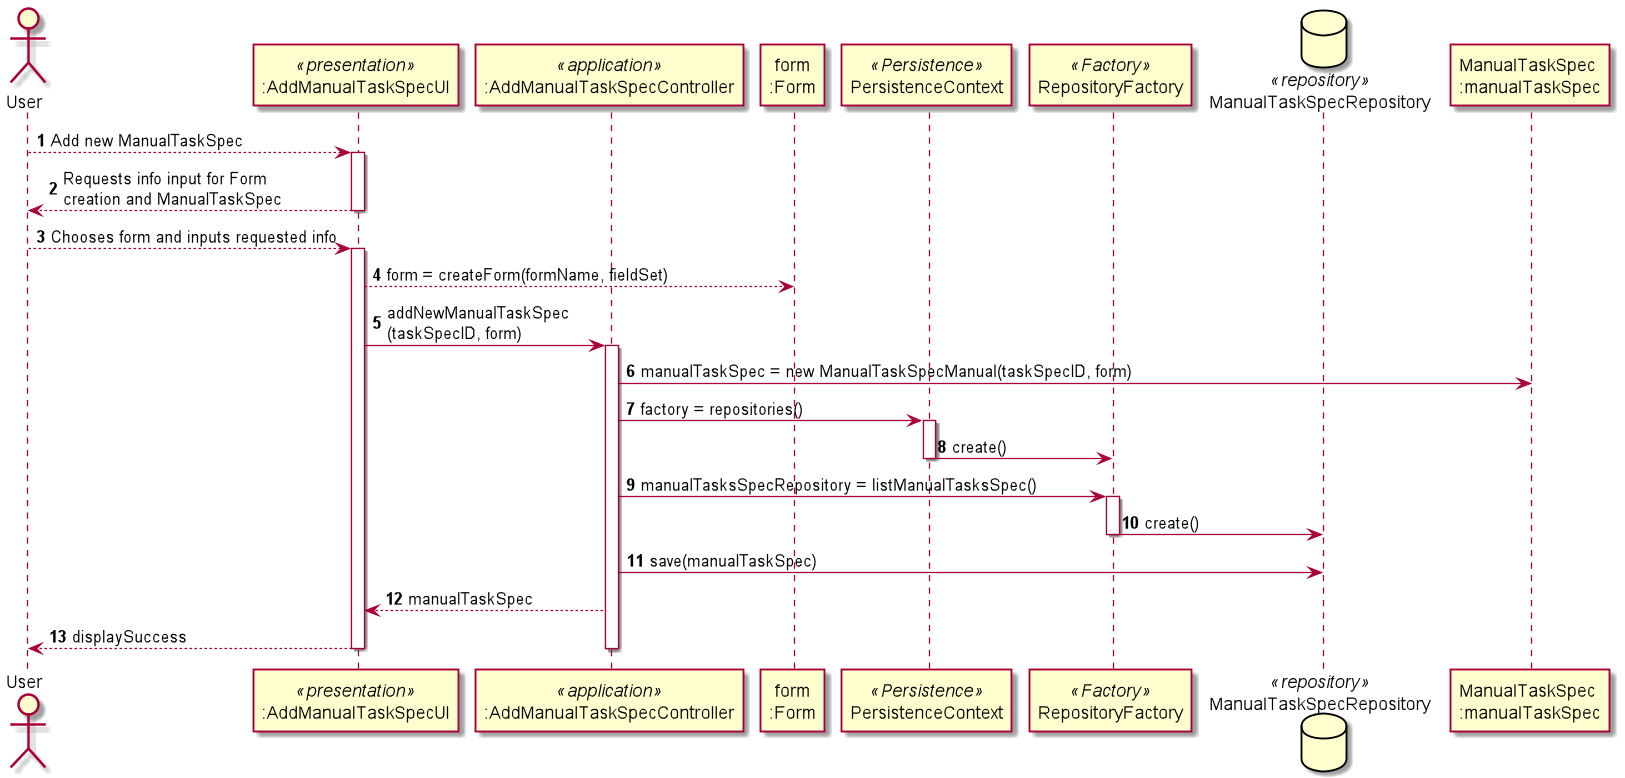 User
«presentation»
:AddManualTaskSpecUI
«application»
:AddManualTaskSpecController
form
:Form
«Persistence»
PersistenceContext
«Factory»
RepositoryFactory
«repository»
ManualTaskSpecRepository
ManualTaskSpec
:manualTaskSpec
1 Add new ManualTaskSpec
2 Requests info input for Form
creation and ManualTaskSpec
3 Chooses form and inputs requested info
4 form = createForm(formName, fieldSet)
5 addNewManualTaskSpec
(taskSpecID, form)
6 manualTaskSpec = new ManualTaskSpecManual(taskSpecID, form)
7 factory = repositories()
8 create()
9 manualTasksSpecRepository = listManualTasksSpec()
10 create()
11 save(manualTaskSpec)
12 manualTaskSpec
13 displaySuccess
User
«presentation»
:AddManualTaskSpecUI
«application»
:AddManualTaskSpecController
form
:Form
«Persistence»
PersistenceContext
«Factory»
RepositoryFactory
«repository»
ManualTaskSpecRepository
ManualTaskSpec
:manualTaskSpec